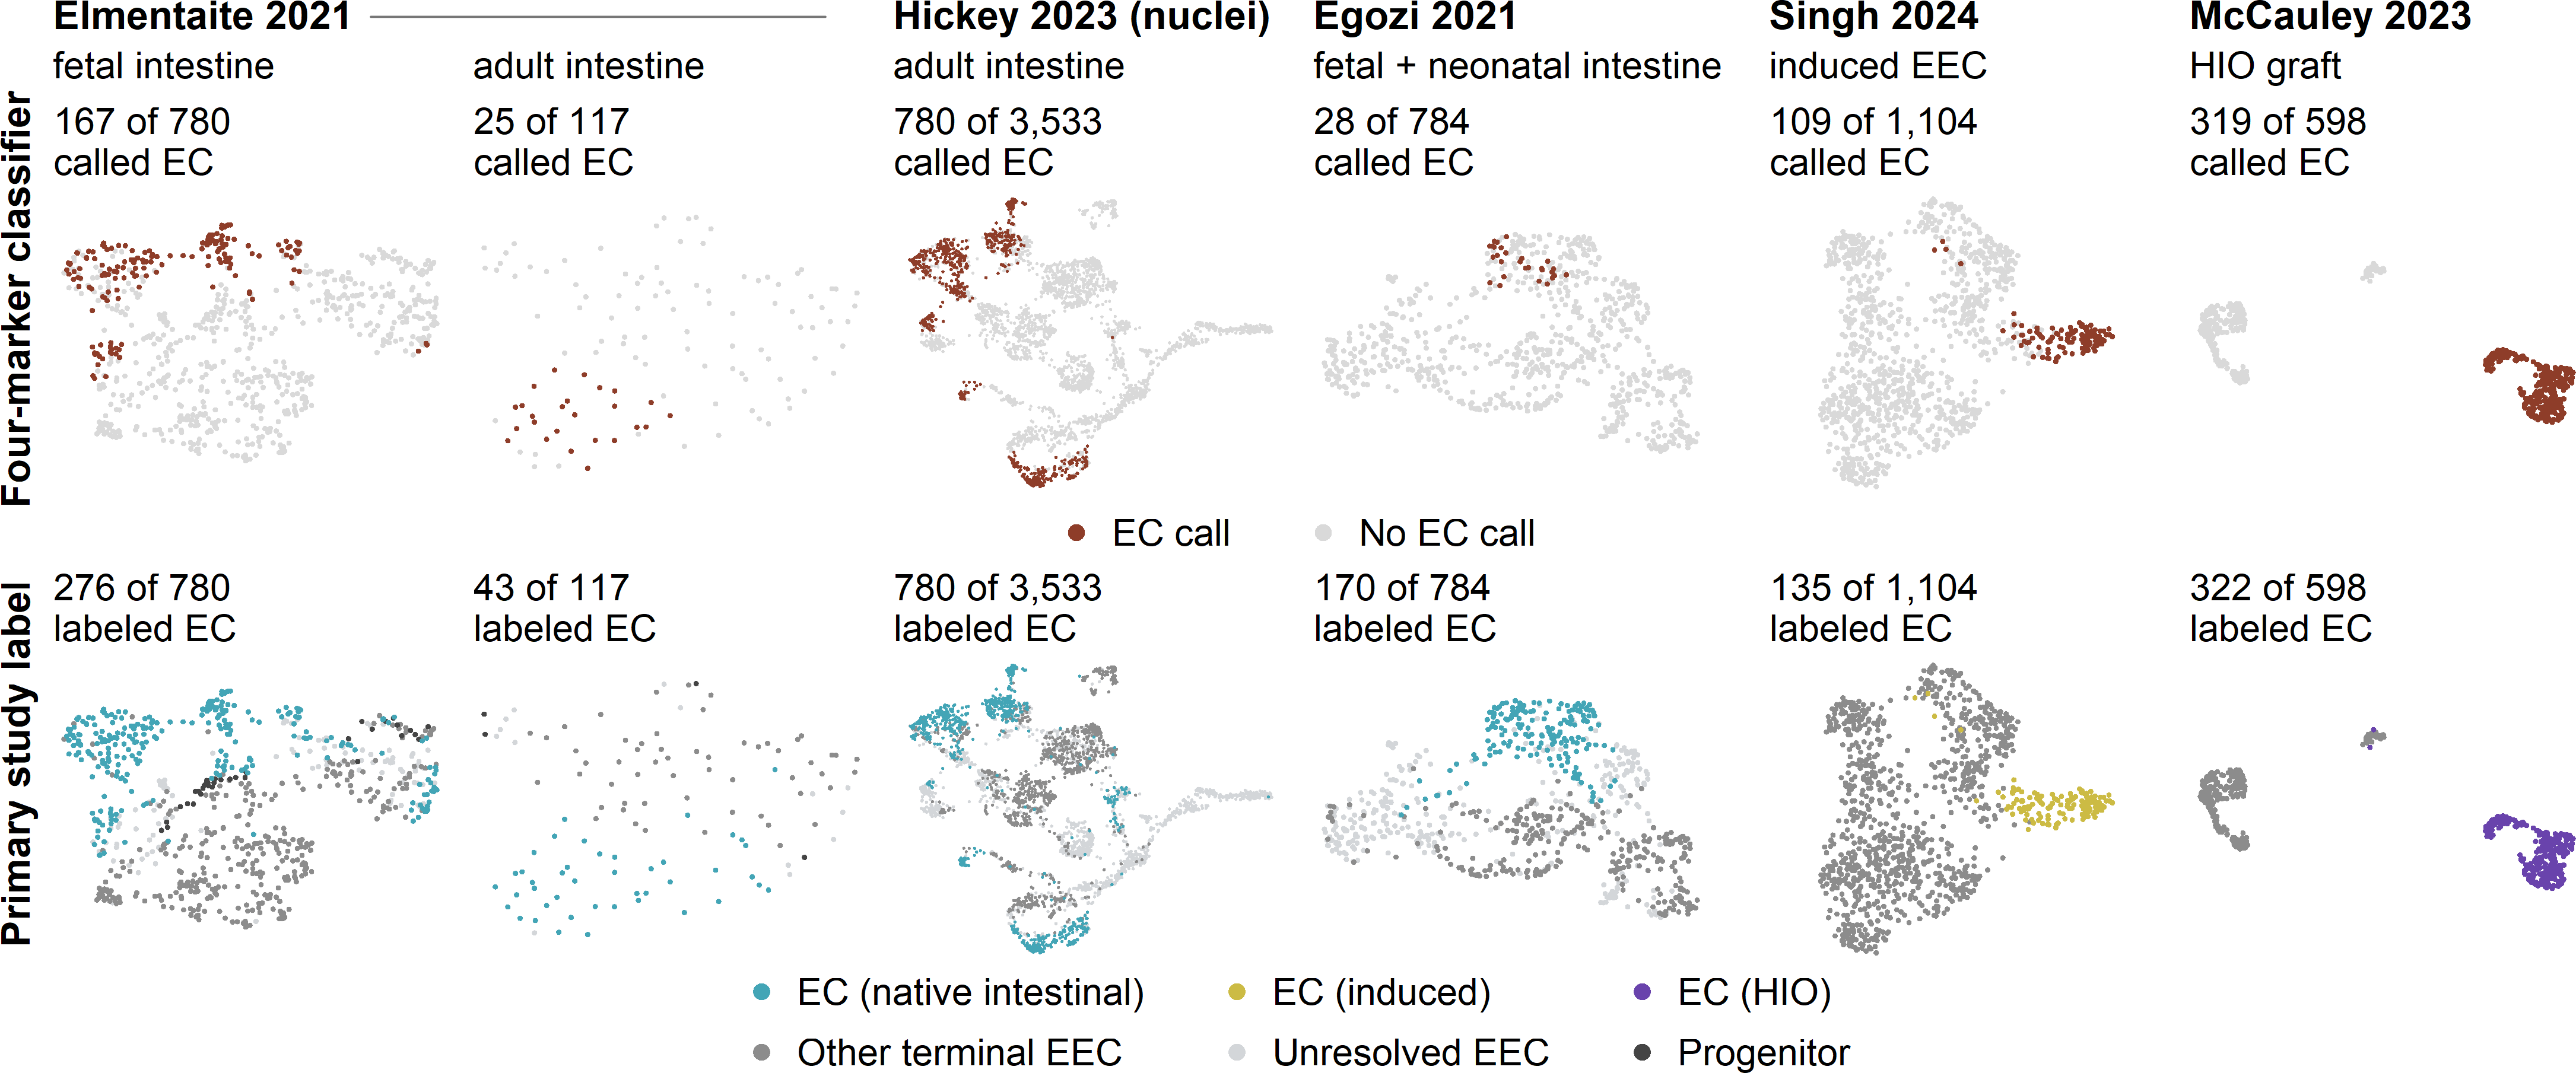 Elmentaite 2021
Hickey 2023 (nuclei)
Egozi 2021
Singh 2024
McCauley 2023
fetal intestine
adult intestine
adult intestine
fetal + neonatal intestine
induced EEC
HIO graft
Four-marker classifier
167 of 780
called EC
25 of 117
called EC
780 of 3,533
called EC
28 of 784
called EC
109 of 1,104
called EC
319 of 598
called EC
EC call
No EC call
Primary study label
276 of 780
labeled EC
43 of 117
labeled EC
780 of 3,533
labeled EC
170 of 784
labeled EC
135 of 1,104
labeled EC
322 of 598
labeled EC
EC (native intestinal)
EC (induced)
EC (HIO)
Other terminal EEC
Unresolved EEC
Progenitor